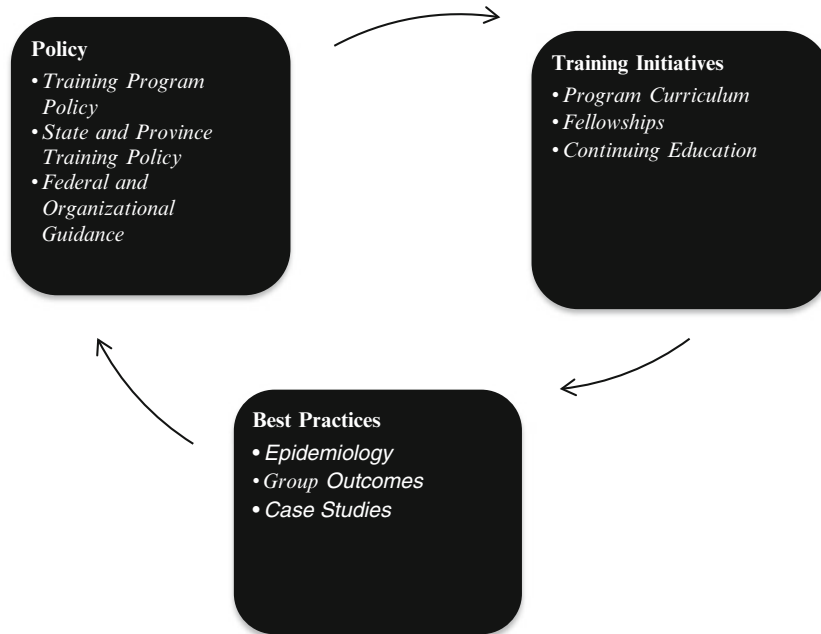 Policy
• Training Program
Policy
• State and Province
Training Policy
• Federal and
Organizational
Guidance
Training Initiatives
• Program Curriculum
• Fellowships
• Continuing Education
Best Practices
• Epidemiology
• Group Outcomes
• Case Studies